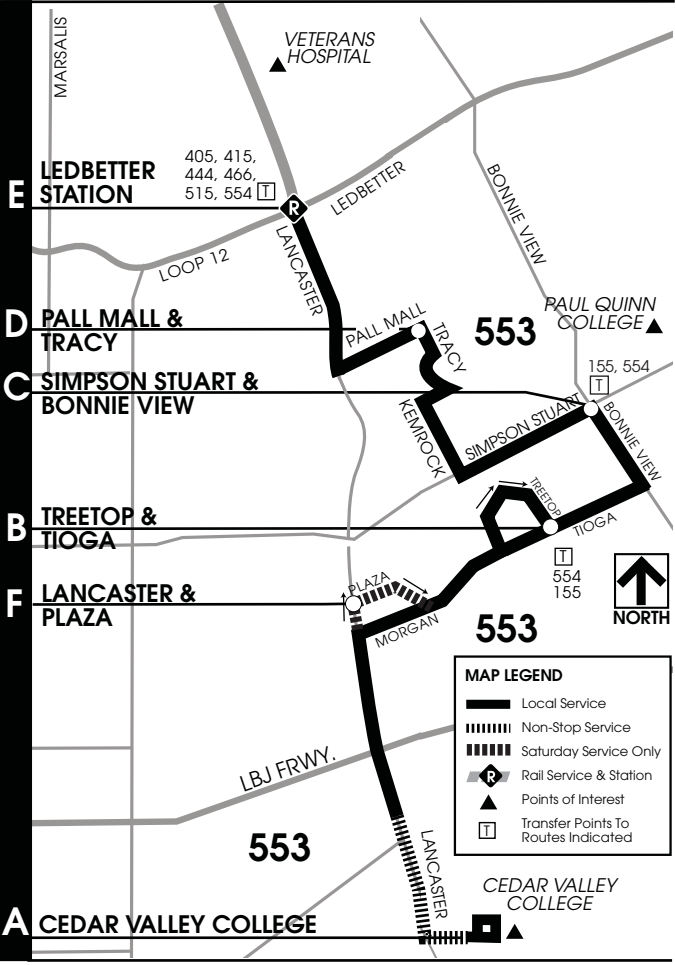 MARSALIS
VETERANS
HOSPITAL
E
LEDBETTER
STATION
405, 415,
444, 466,
515, 554 T
R
LEDBETTER
BONNIE VIEW
LOOP 12
LANCASTER
D
PALL MALL &
TRACY
PALL MALL
TRACY
553
PAUL QUINN
COLLEGE
C
SIMPSON STUART &
BONNIE VIEW
155, 554
T
KEMROCK
SIMPSON STUART
BONNIE VIEW
B
TREETOP &
TIOGA
TREETOP
TIOGA
T
554
155
F
LANCASTER &
PLAZA
PLAZA
MORGAN
553
NORTH
MAP LEGEND
Local Service
Non-Stop Service
Saturday Service Only
R Rail Service & Station
Points of Interest
T Transfer Points To
Routes Indicated
LBJ FRWY.
553
LANCASTER
CEDAR VALLEY
COLLEGE
A
CEDAR VALLEY COLLEGE